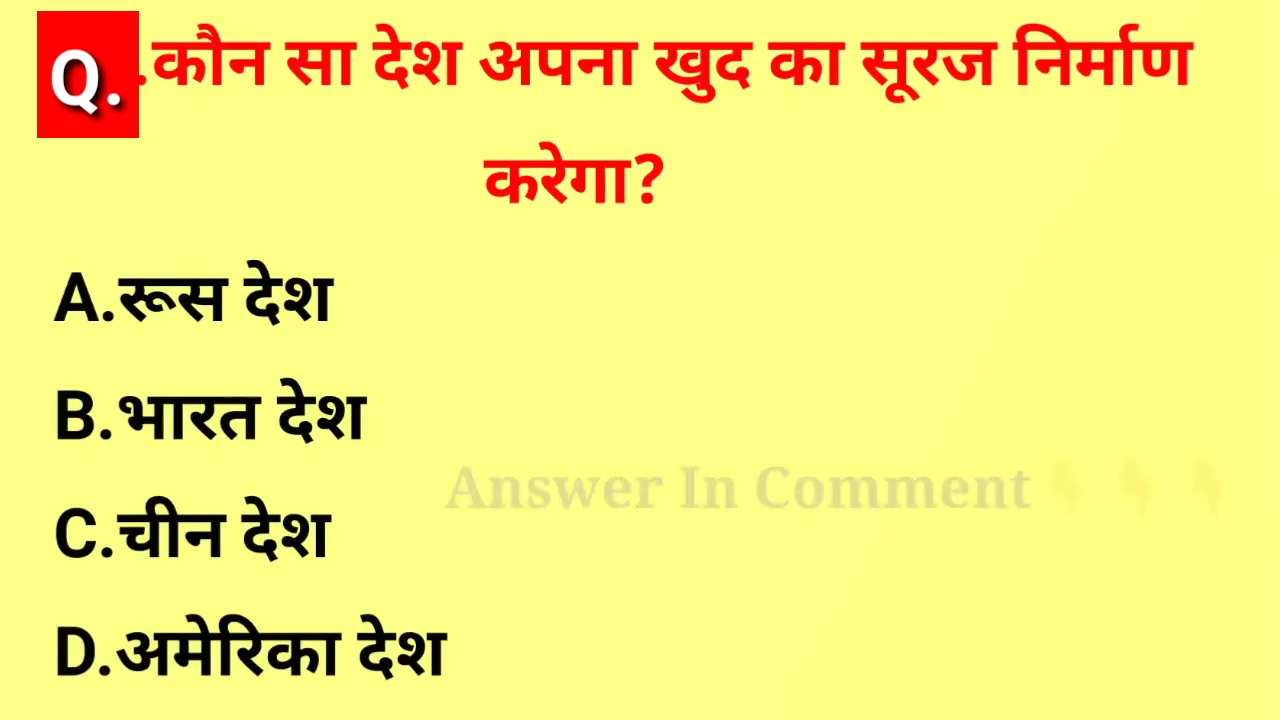 Q. .कौन सा देश अपना खुद का सूरज निर्माण
करेगा?
A.रूस देश
B.भारत देश
Answer In Comment👇👇👇
C.चीन देश
D.अमेरिका देश